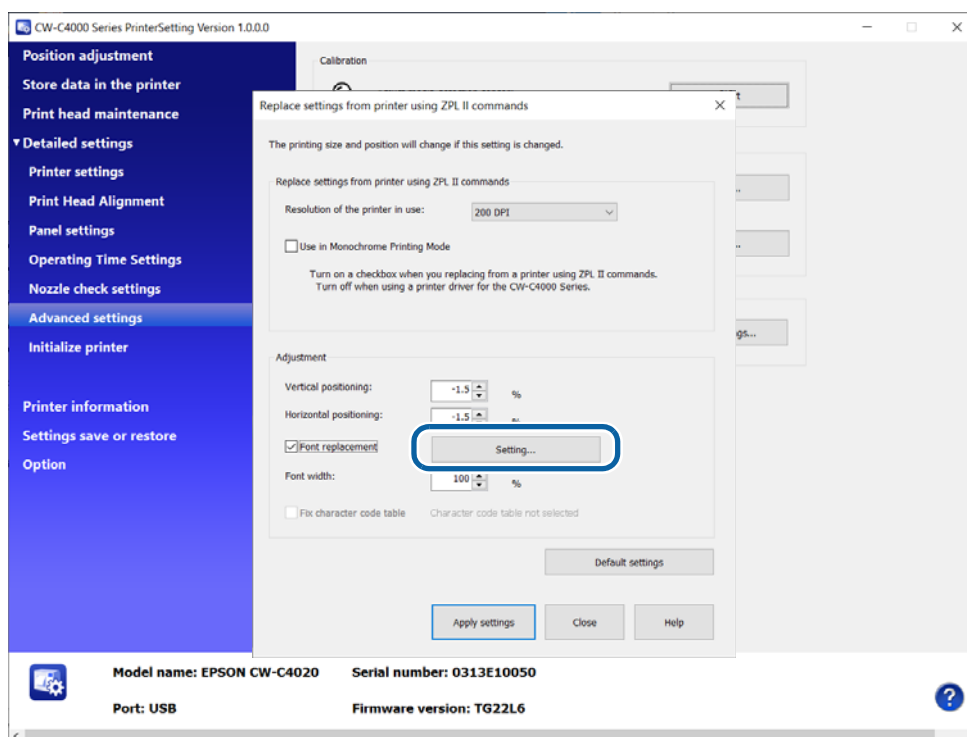 CW-C4000 Series PrinterSetting Version 1.0.0.0
Position adjustment
Store data in the printer
Print head maintenance
Detailed settings
Printer settings
Print Head Alignment
Panel settings
Operating Time Settings
Nozzle check settings
Advanced settings
Initialize printer
Printer information
Settings save or restore
Option
Calibration
Replace settings from printer using ZPL II commands
The printing size and position will change if this setting is changed.
Replace settings from printer using ZPL II commands
Resolution of the printer in use: 200 DPI
Use in Monochrome Printing Mode
Turn on a checkbox when you replacing from a printer using ZPL II commands.
Turn off when using a printer driver for the CW-C4000 Series.
gs...
Adjustment
Vertical positioning: -1.5 %
Horizontal positioning: -1.5
Font replacement Setting...
Font width: 100 %
Fix character code table Character code table not selected
Default settings
Apply settings Close Help
Model name: EPSON CW-C4020 Serial number: 0313E10050
Port: USB Firmware version: TG22L6